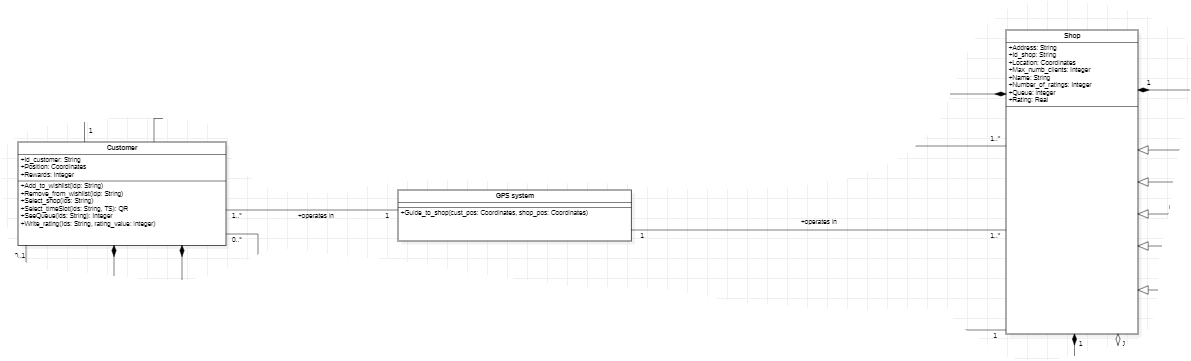 Shop
+Address: String
+Id_shop: String
+Location: Coordinates
+Max_numb_clients: Integer
+Name: String
+Number_of_ratings: Integer
+Queue: Integer
+Rating: Real
1
1..*
1
Customer
+Id_customer: String
+Position: Coordinates
+Rewards: Integer
+Add_to_wishlist(Idp: String)
+Remove_from_wishlist(Idp: String)
+Select_shop(Ids: String)
+Select_timeSlot(Ids: String, TS): QR
+SeeQueue(Ids: String): Integer
+Write_rating(Ids: String, rating_value: Integer)
1..*
+operates in
1
0..*
GPS system
+Guide_to_shop(cust_pos: Coordinates, shop_pos: Coordinates)
1
+operates in
1..*
1
1